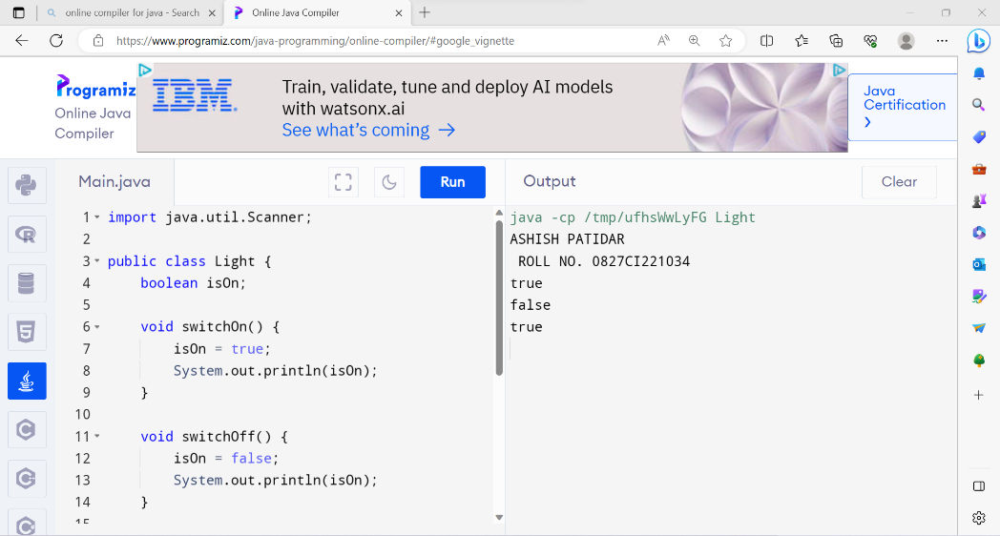 online compiler for java - Search
Online Java Compiler
https://www.programiz.com/java-programming/online-compiler/#google_vignette
Programiz
Online Java
Compiler
IBM
Train, validate, tune and deploy AI models
with watsonx.ai
See what's coming →
Java
Certification
Main.java
Run
Output
Clear
1 import java.util.Scanner;
2
3 public class Light {
4     boolean isOn;
5
6     void switchOn() {
7         isOn = true;
8         System.out.println(isOn);
9     }
10
11     void switchOff() {
12         isOn = false;
13         System.out.println(isOn);
14     }
15
java -cp /tmp/ufhsWwLyFG Light
ASHISH PATIDAR
 ROLL NO. 0827CI221034
true
false
true